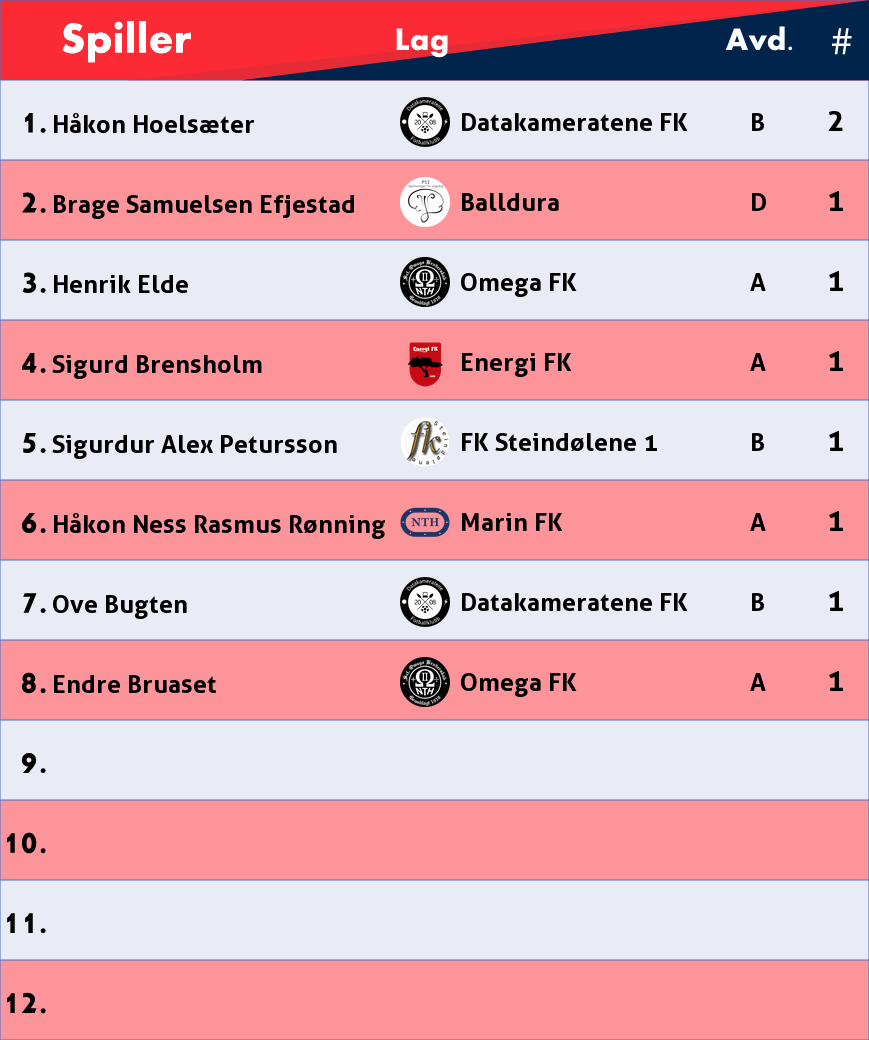 Spiller Lag Avd. #
1. Håkon Hoelsæter Datakameratene FK B 2
2. Brage Samuelsen Efjestad Balldura D 1
3. Henrik Elde Omega FK A 1
4. Sigurd Brensholm Energi FK A 1
5. Sigurdur Alex Petursson FK Steindølene 1 B 1
6. Håkon Ness Rasmus Rønning NTH Marin FK A 1
7. Ove Bugten Datakameratene FK B 1
8. Endre Bruaset Omega FK A 1
9.
10.
11.
12.